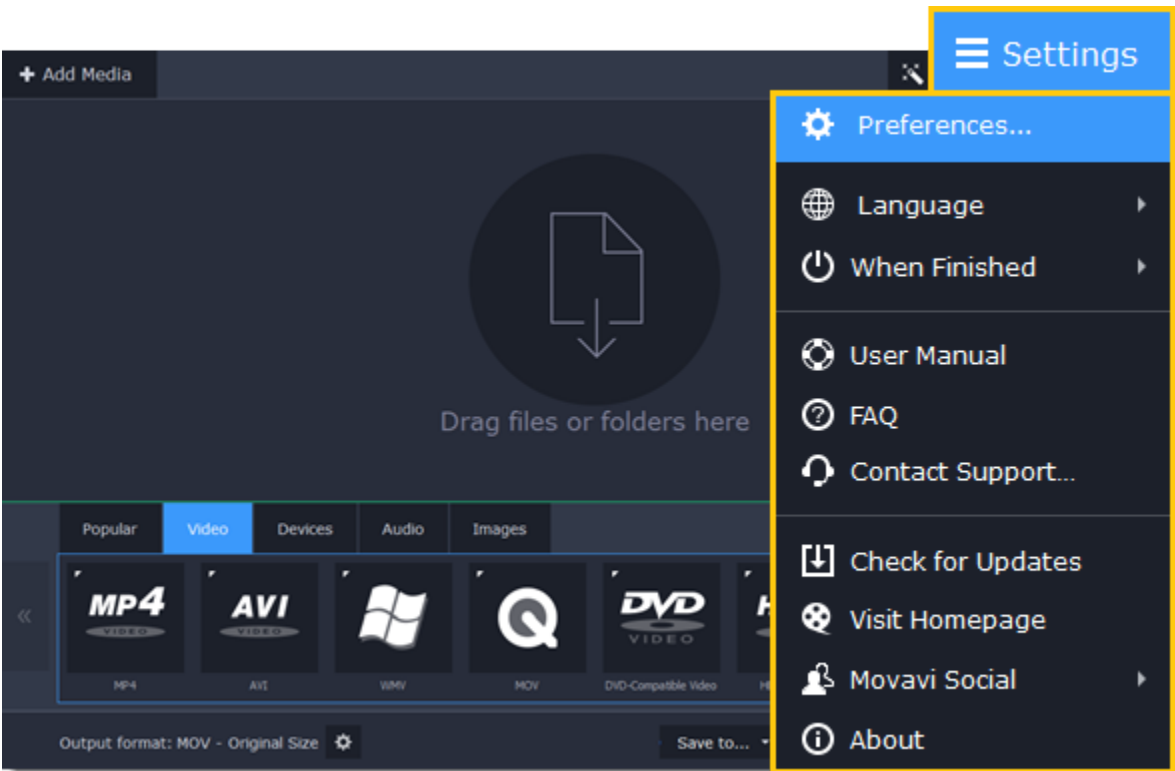 Settings
Add Media
Preferences...
Language
When Finished
User Manual
FAQ
Contact Support...
Check for Updates
Visit Homepage
Movavi Social
About
Drag files or folders here
Popular
Video
Devices
Audio
Images
MP4
VIDEO
AVI
VIDEO
DVD
VIDEO
H
MP4
AVI
WMV
MOV
DVD-Compatible Video
Output format: MOV - Original Size
Save to...